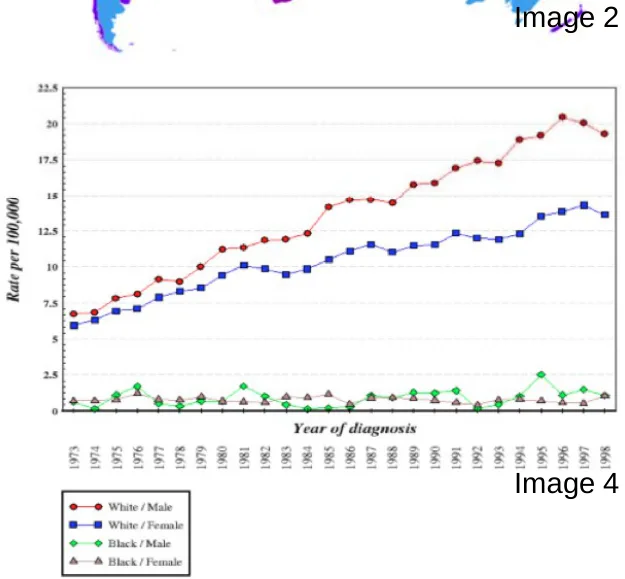 Image 2
22.5
20
17.5
15
12.5
10
7.5
5
2.5
0
Rate per 100,000
1973 1974 1975 1976 1977 1978 1979 1980 1981 1982 1983 1984 1985 1986 1987 1988 1989 1990 1991 1992 1993 1994 1995 1996 1997 1998
Year of diagnosis
Image 4
White / Male
White / Female
Black / Male
Black / Female